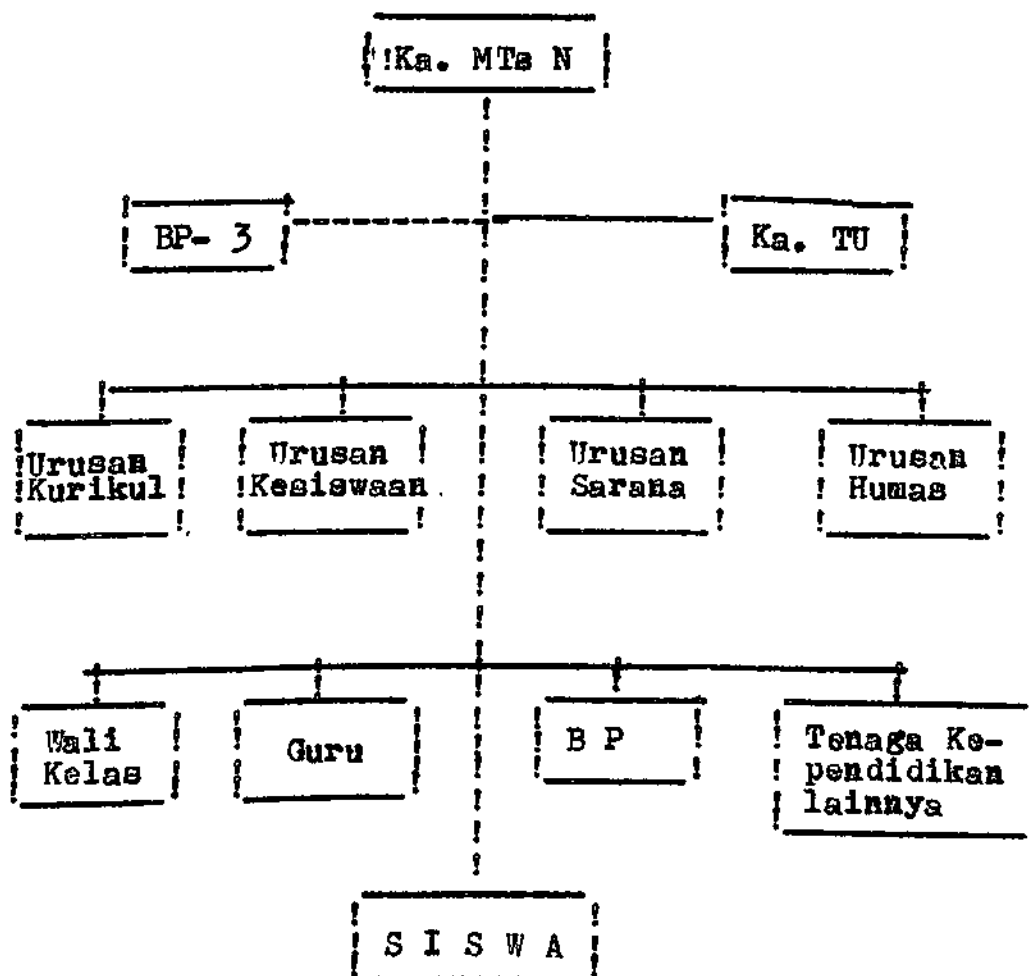 Ka. MTs N
BP- 3
Ka. TU
Urusan
Kurikul
Urusan
Kesiswaan
Urusan
Sarana
Urusan
Humas
Wali
Kelas
Guru
B P
Tenaga Ke-
pendidikan
lainnya
S I S W A